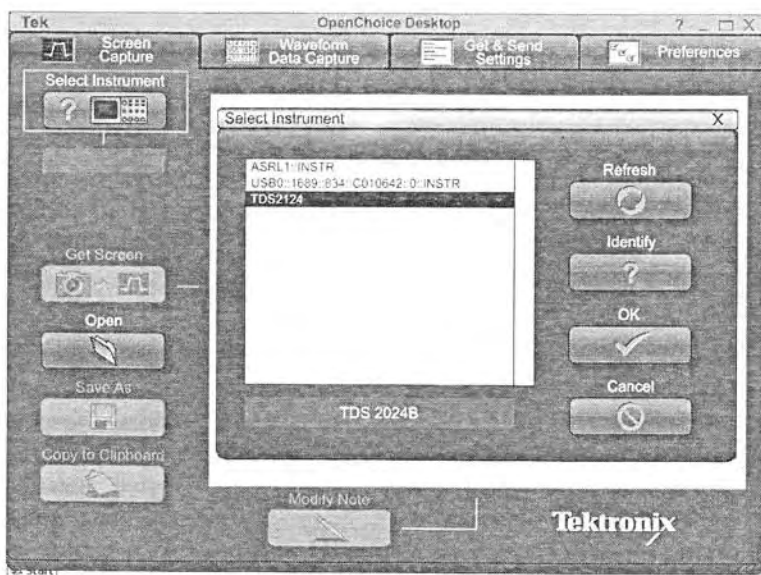 Tek OpenChoice Desktop ? _ □ X
Screen Capture
Waveform Data Capture
Get & Send Settings
Preferences
Select Instrument
Select Instrument X
ASRL1::INSTR
USB0::1689::834::C010642::0::INSTR
TDS2124
Refresh
Identify
OK
Cancel
TDS 2024B
Get Screen
Open
Save As
Copy to Clipboard
Modify Note
Tektronix
start